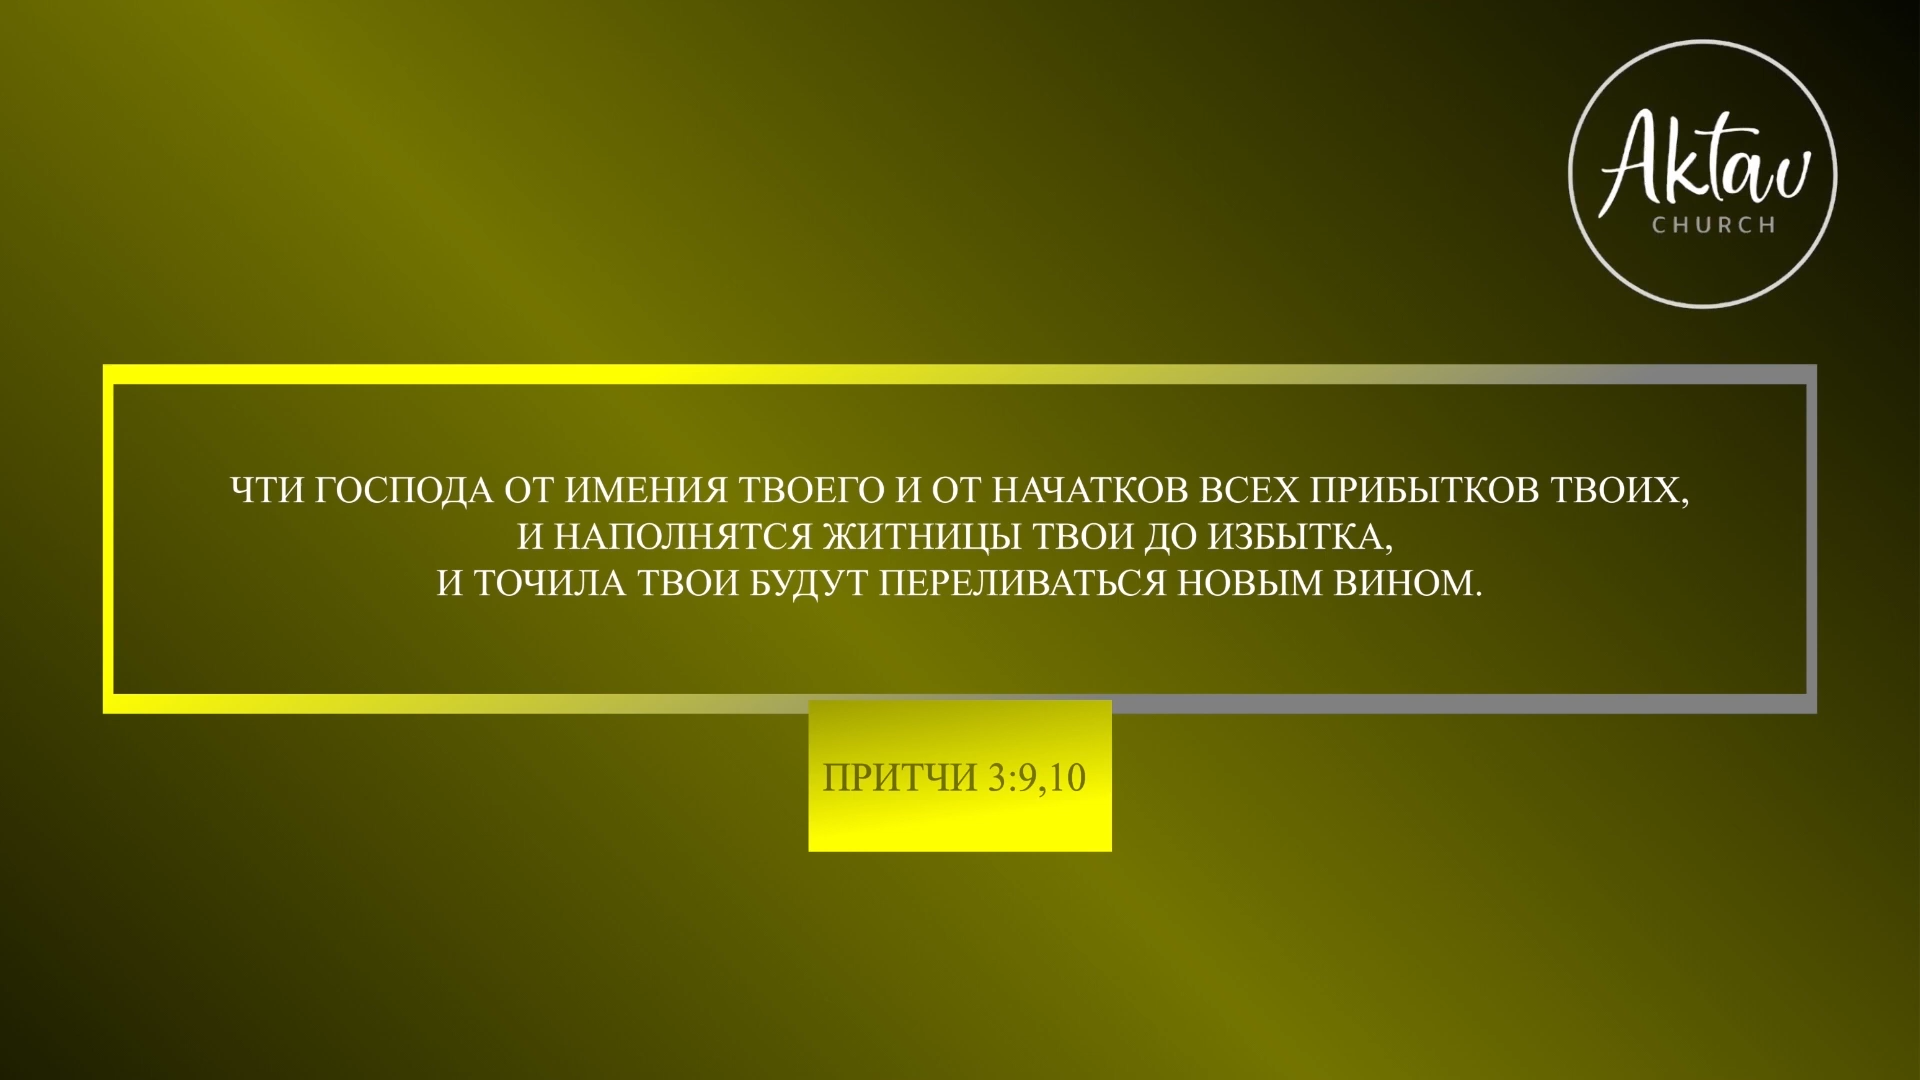 Aktau
CHURCH
ЧТИ ГОСПОДА ОТ ИМЕНИЯ ТВОЕГО И ОТ НАЧАТКОВ ВСЕХ ПРИБЫТКОВ ТВОИХ,
И НАПОЛНЯТСЯ ЖИТНИЦЫ ТВОИ ДО ИЗБЫТКА,
И ТОЧИЛА ТВОИ БУДУТ ПЕРЕЛИВАТЬСЯ НОВЫМ ВИНОМ.
ПРИТЧИ 3:9,10